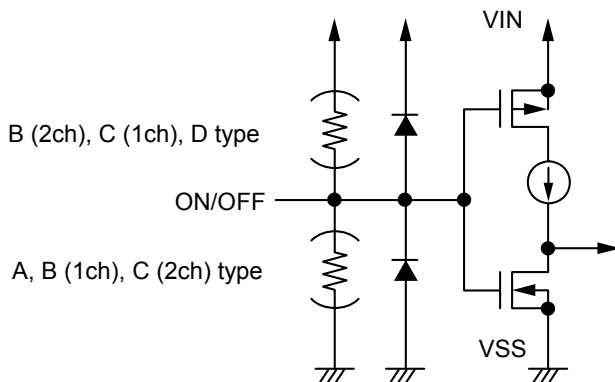 VIN
B (2ch), C (1ch), D type
ON/OFF
A, B (1ch), C (2ch) type
VSS